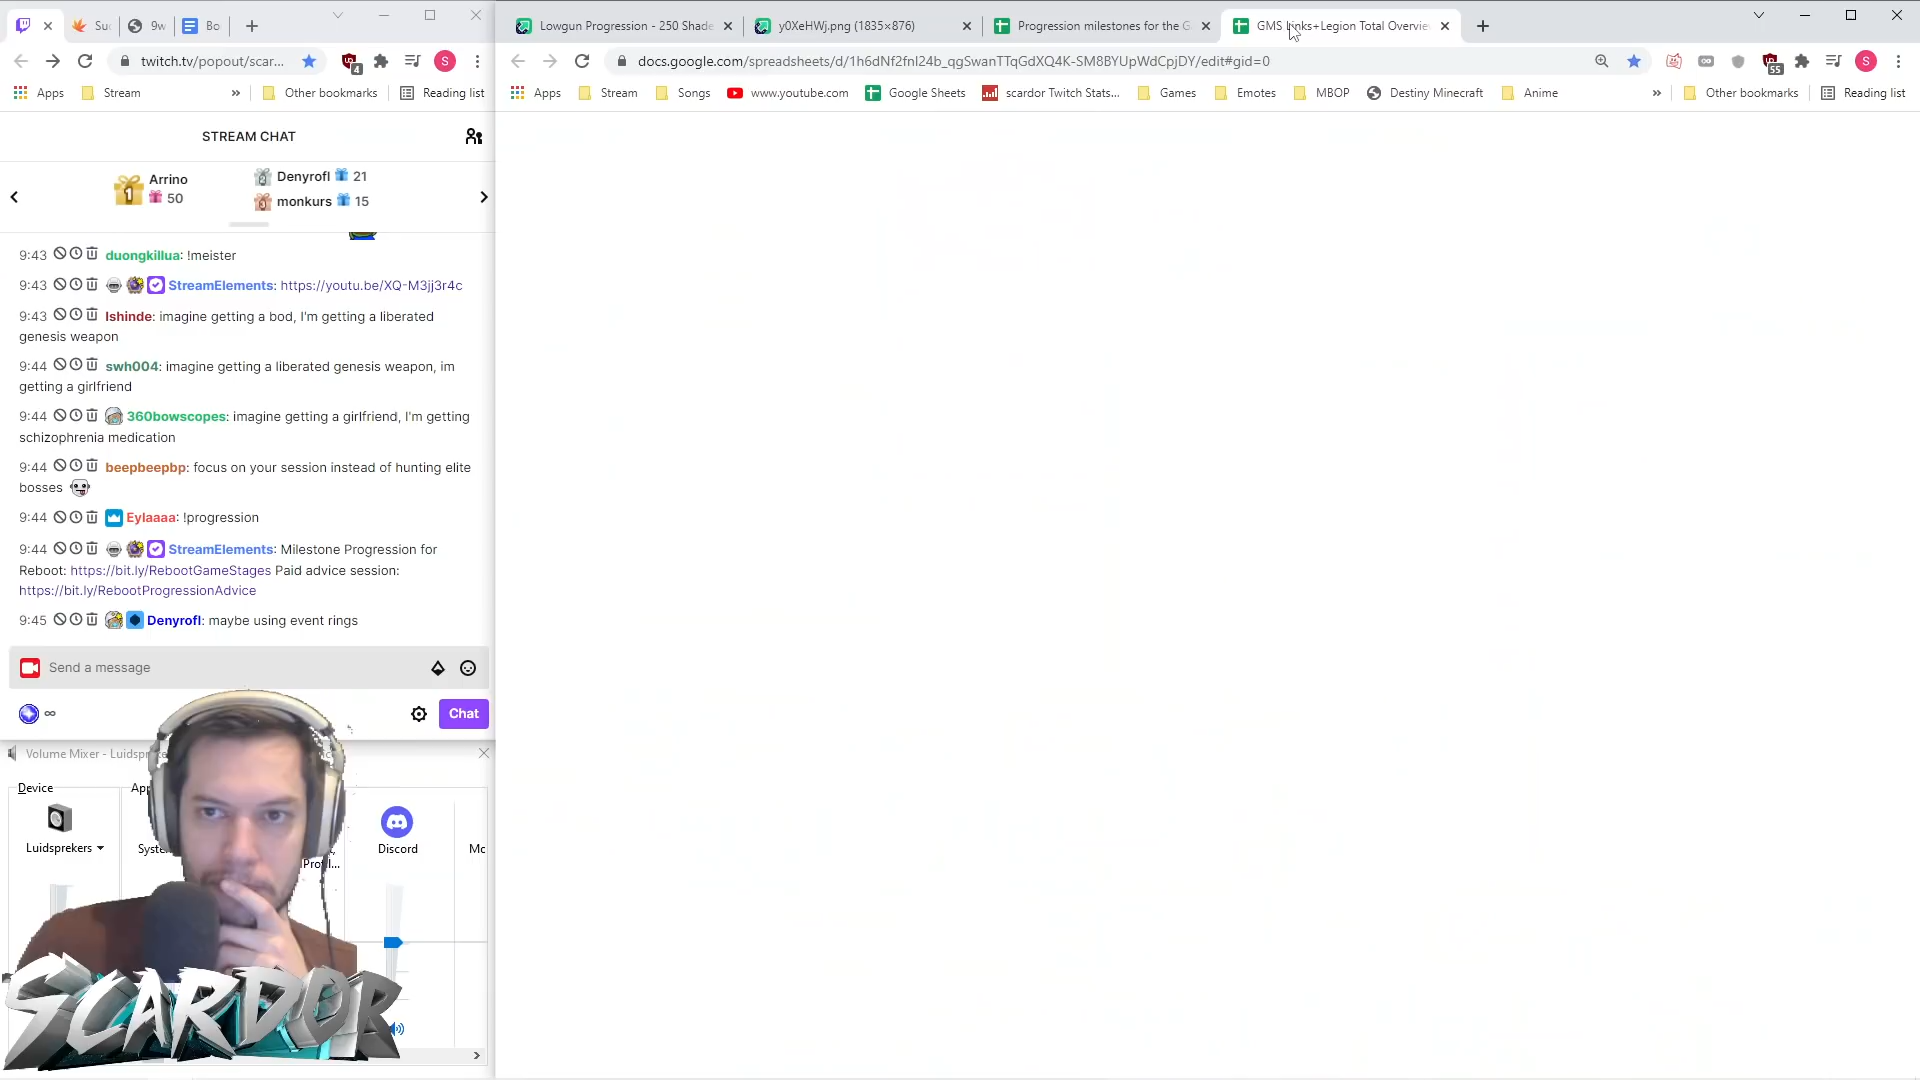 Suc
9w
Bo
twitch.tv/popout/scar...
Apps
Stream
»
Other bookmarks
Reading list
STREAM CHAT
Arrino
50
Denyrofl 21
monkurs 15
9:43 duongkillua: !meister
9:43 StreamElements: https://youtu.be/XQ-M3jj3r4c
9:43 lshinde: imagine getting a bod, I'm getting a liberated
genesis weapon
9:44 swh004: imagine getting a liberated genesis weapon, im
getting a girlfriend
9:44 360bowscopes: imagine getting a girlfriend, I'm getting
schizophrenia medication
9:44 beepbeepbp: focus on your session instead of hunting elite
bosses
9:44 Eylaaaa: !progression
9:44 StreamElements: Milestone Progression for
Reboot: https://bit.ly/RebootGameStages Paid advice session:
https://bit.ly/RebootProgressionAdvice
9:45 Denyrofl: maybe using event rings
Send a message
∞
Chat
Volume Mixer - Luidspre
Device
App
Luidsprekers
Syste
Profil...
Discord
Mc
SCARDOR
Lowgun Progression - 250 Shade
y0XeHWj.png (1835×876)
Progression milestones for the G
GMS Links+Legion Total Overvie
docs.google.com/spreadsheets/d/1h6dNf2fnI24b_qgSwanTTqGdXQ4K-SM8BYUpWdCpjDY/edit#gid=0
Apps
Stream
Songs
www.youtube.com
Google Sheets
scardor Twitch Stats...
Games
Emotes
MBOP
Destiny Minecraft
Anime
»
Other bookmarks
Reading list